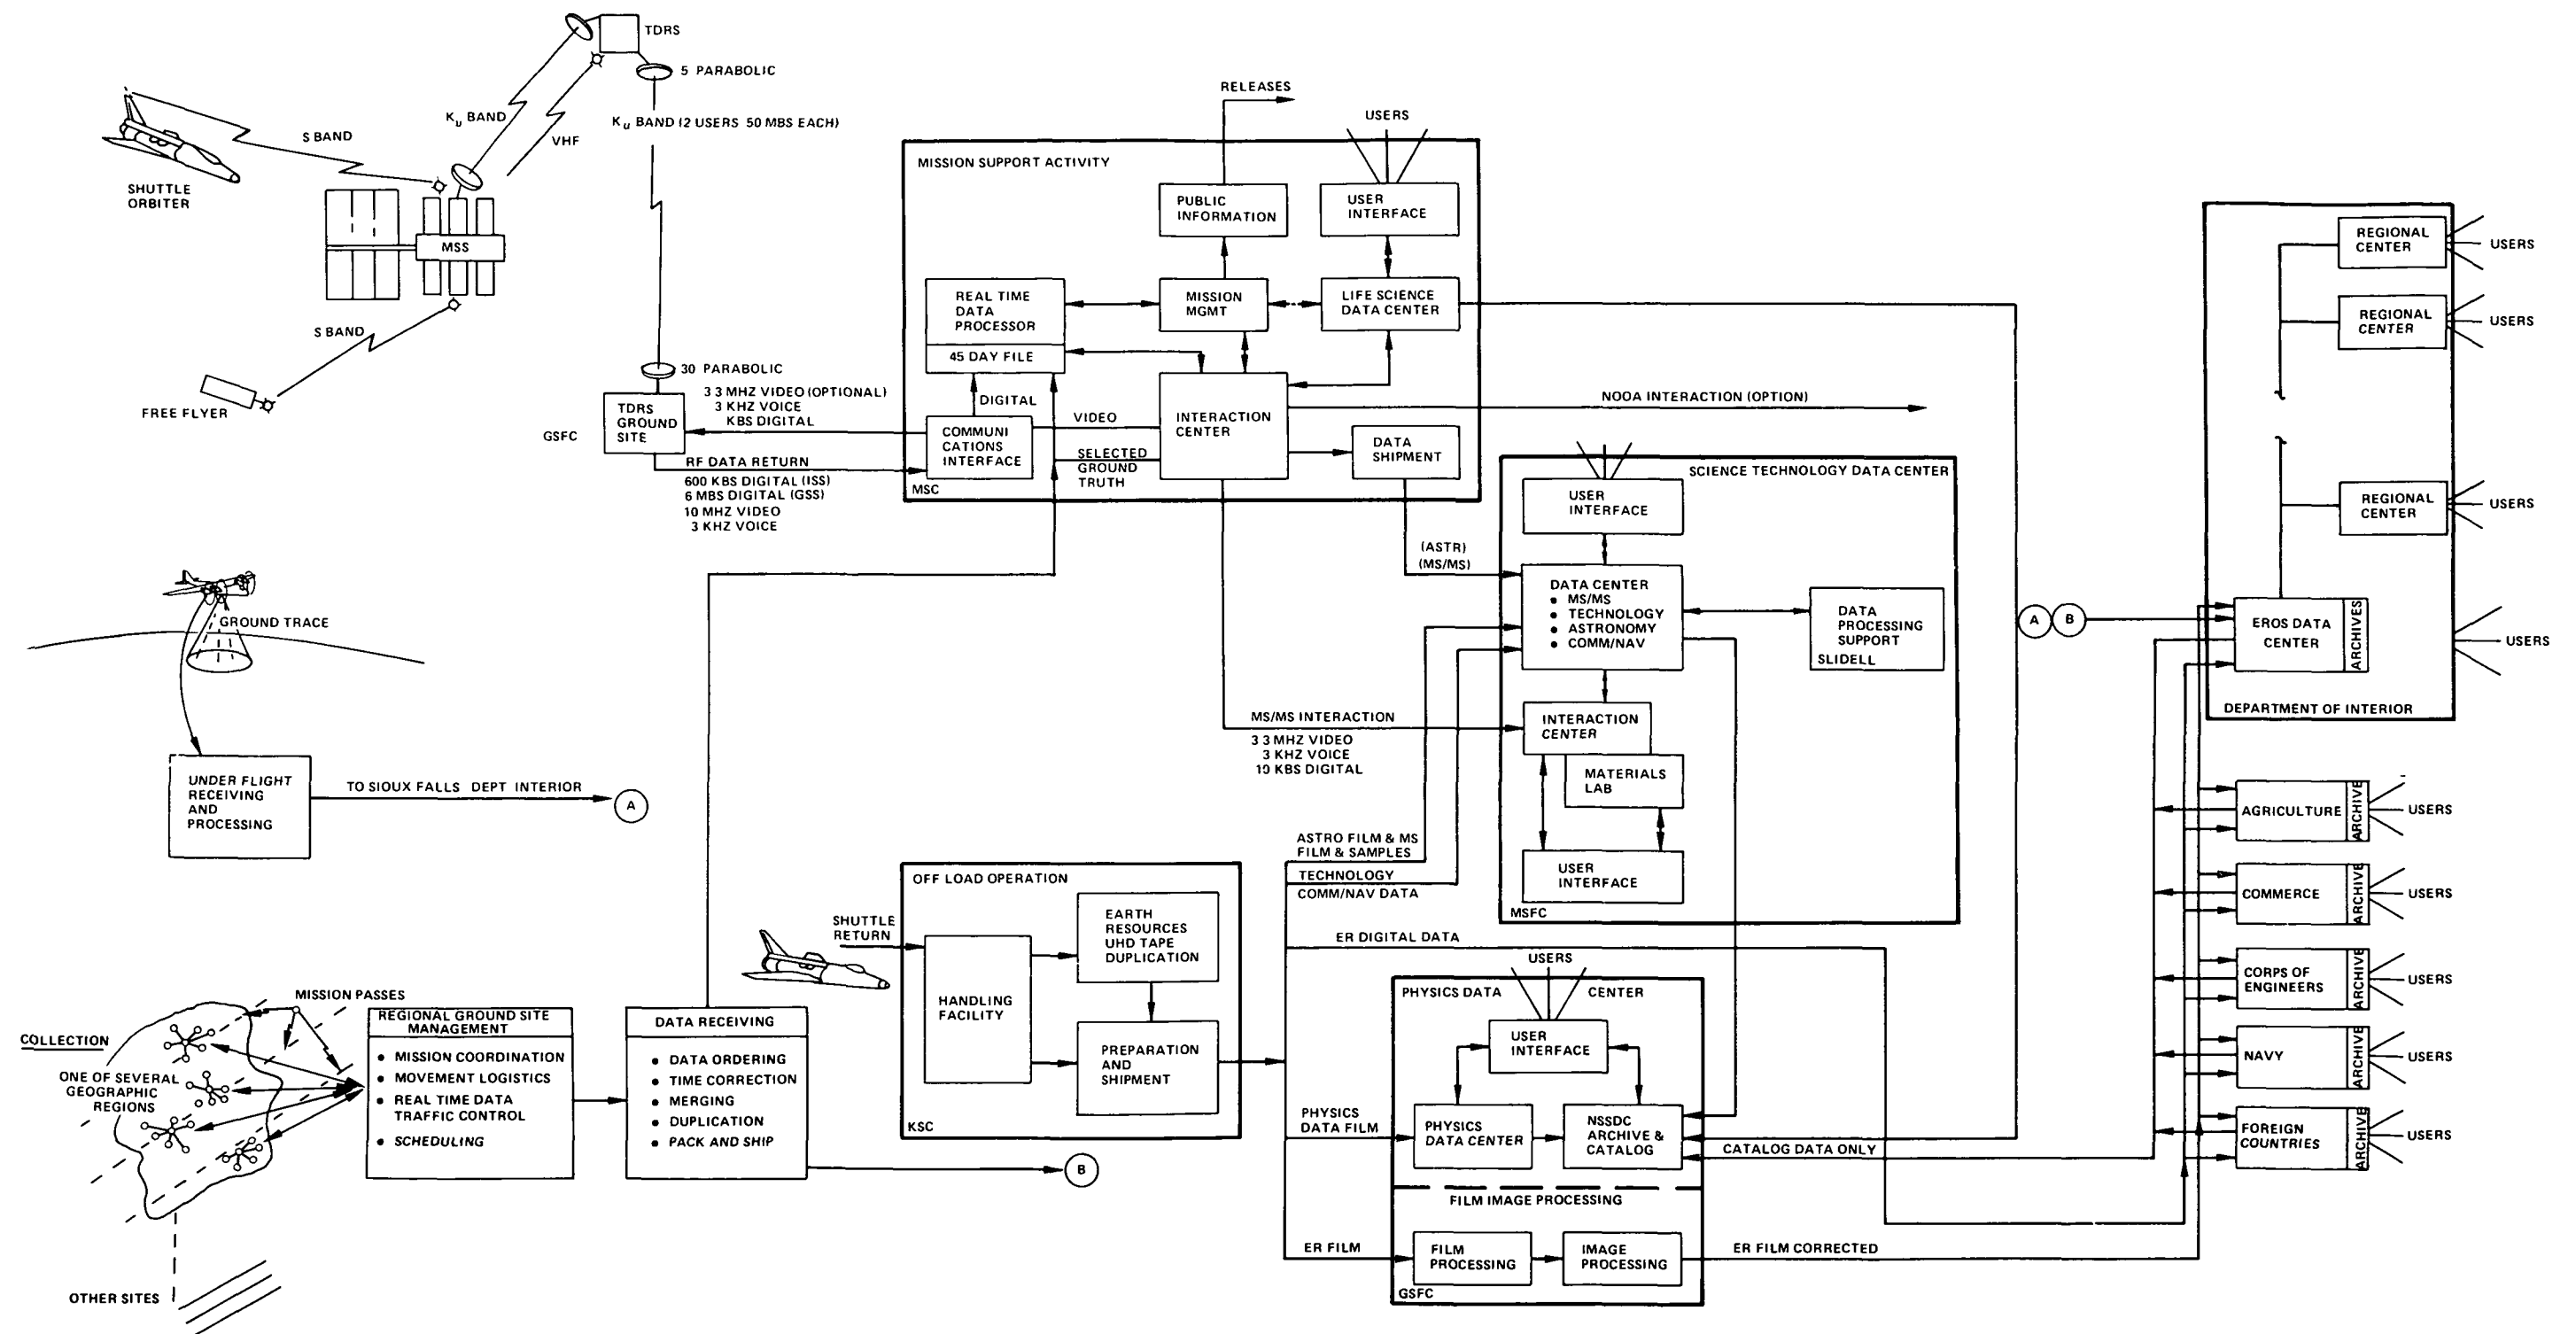 TDRS
5 PARABOLIC
K_u BAND
VHF
K_u BAND (2 USERS 50 MBS EACH)
S BAND
SHUTTLE
ORBITER
MSS
S BAND
FREE FLYER
30 PARABOLIC
TDRS
GROUND
SITE
GSFC
3 3 MHZ VIDEO (OPTIONAL)
3 KHZ VOICE
KBS DIGITAL
RF DATA RETURN
600 KBS DIGITAL (ISS)
6 MBS DIGITAL (GSS)
10 MHZ VIDEO
3 KHZ VOICE
RELEASES
USERS
MISSION SUPPORT ACTIVITY
PUBLIC
INFORMATION
USER
INTERFACE
REAL TIME
DATA
PROCESSOR
45 DAY FILE
MISSION
MGMT
LIFE SCIENCE
DATA CENTER
DIGITAL
VIDEO
COMMUNI
CATIONS
INTERFACE
SELECTED
GROUND
TRUTH
INTERACTION
CENTER
DATA
SHIPMENT
MSC
NOOA INTERACTION (OPTION)
(ASTR)
(MS/MS)
SCIENCE TECHNOLOGY DATA CENTER
USER
INTERFACE
DATA CENTER
• MS/MS
• TECHNOLOGY
• ASTRONOMY
• COMM/NAV
DATA
PROCESSING
SUPPORT
SLIDELL
INTERACTION
CENTER
MATERIALS
LAB
USER
INTERFACE
MSFC
MS/MS INTERACTION
3 3 MHZ VIDEO
3 KHZ VOICE
10 KBS DIGITAL
A
B
REGIONAL
CENTER
USERS
REGIONAL
CENTER
USERS
REGIONAL
CENTER
USERS
EROS DATA
CENTER
ARCHIVES
USERS
DEPARTMENT OF INTERIOR
AGRICULTURE
ARCHIVE
USERS
COMMERCE
ARCHIVE
USERS
CORPS OF
ENGINEERS
ARCHIVE
USERS
NAVY
ARCHIVE
USERS
FOREIGN
COUNTRIES
ARCHIVE
USERS
GROUND TRACE
UNDER FLIGHT
RECEIVING
AND
PROCESSING
TO SIOUX FALLS DEPT INTERIOR
A
COLLECTION
MISSION PASSES
ONE OF SEVERAL
GEOGRAPHIC
REGIONS
OTHER SITES
REGIONAL GROUND SITE
MANAGEMENT
• MISSION COORDINATION
• MOVEMENT LOGISTICS
• REAL TIME DATA
TRAFFIC CONTROL
• SCHEDULING
DATA RECEIVING
• DATA ORDERING
• TIME CORRECTION
• MERGING
• DUPLICATION
• PACK AND SHIP
B
SHUTTLE
RETURN
OFF LOAD OPERATION
HANDLING
FACILITY
EARTH
RESOURCES
UHD TAPE
DUPLICATION
PREPARATION
AND
SHIPMENT
KSC
ASTRO FILM & MS
FILM & SAMPLES
TECHNOLOGY
COMM/NAV DATA
ER DIGITAL DATA
PHYSICS
DATA FILM
ER FILM
USERS
PHYSICS DATA CENTER
USER
INTERFACE
PHYSICS
DATA CENTER
NSSDC
ARCHIVE &
CATALOG
CATALOG DATA ONLY
FILM IMAGE PROCESSING
FILM
PROCESSING
IMAGE
PROCESSING
GSFC
ER FILM CORRECTED